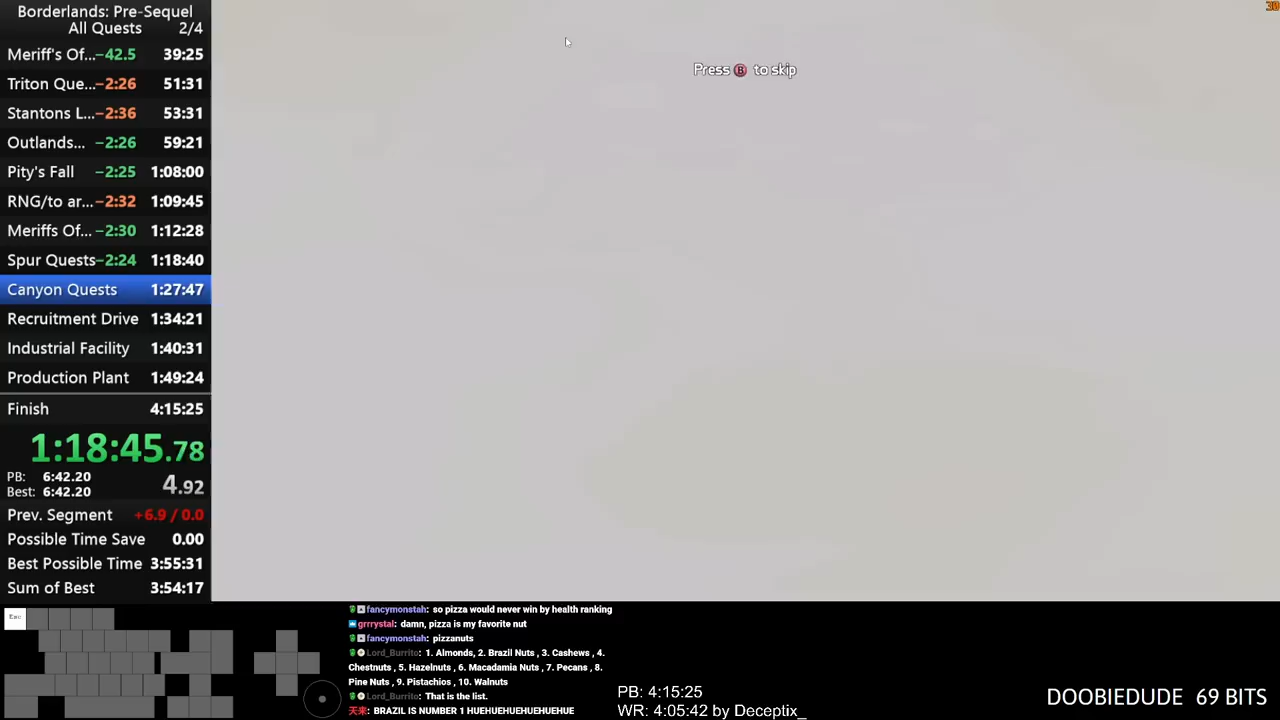 Borderlands: Pre-Sequel
All Quests 2/4
Meriff's Of... −42.5 39:25
Triton Que... −2:26 51:31
Stantons L... −2:36 53:31
Outlands... −2:26 59:21
Pity's Fall −2:25 1:08:00
RNG/to ar... −2:32 1:09:45
Meriffs Of... −2:30 1:12:28
Spur Quests −2:24 1:18:40
Canyon Quests 1:27:47
Recruitment Drive 1:34:21
Industrial Facility 1:40:31
Production Plant 1:49:24
Finish 4:15:25
1:18:45.78
PB: 6:42.20
Best: 6:42.20
4.92
Prev. Segment +6.9 / 0.0
Possible Time Save 0.00
Best Possible Time 3:55:31
Sum of Best 3:54:17
Press B to skip
30
Esc
fancymonstah: so pizza would never win by health ranking
grrrystal: damn, pizza is my favorite nut
fancymonstah: pizzanuts
Lord_Burrito: 1. Almonds, 2. Brazil Nuts , 3. Cashews , 4.
Chestnuts , 5. Hazelnuts , 6. Macadamia Nuts , 7. Pecans , 8.
Pine Nuts , 9. Pistachios , 10. Walnuts
Lord_Burrito: That is the list.
天来: BRAZIL IS NUMBER 1 HUEHUEHUEHUEHUEHUE
PB: 4:15:25
WR: 4:05:42 by Deceptix_
DOOBIEDUDE 69 BITS